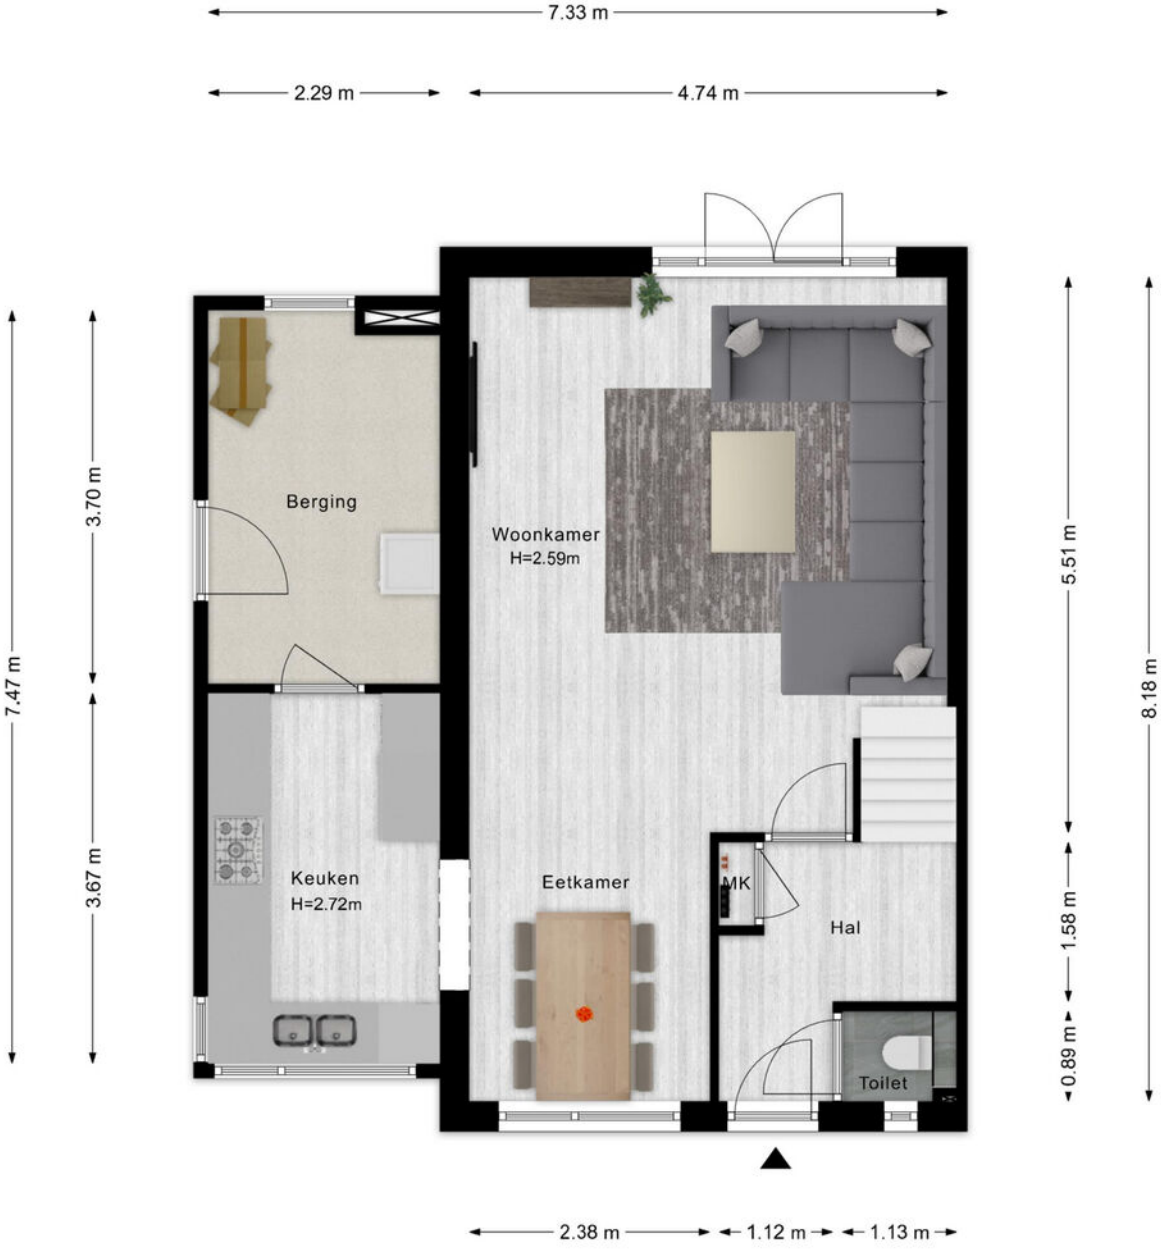 7.33 m
2.29 m
4.74 m
Berging
3.70 m
Woonkamer
H=2.59m
5.51 m
7.47 m
8.18 m
Keuken
H=2.72m
3.67 m
Eetkamer
MK
Hal
1.58 m
Toilet
0.89 m
2.38 m
1.12 m
1.13 m